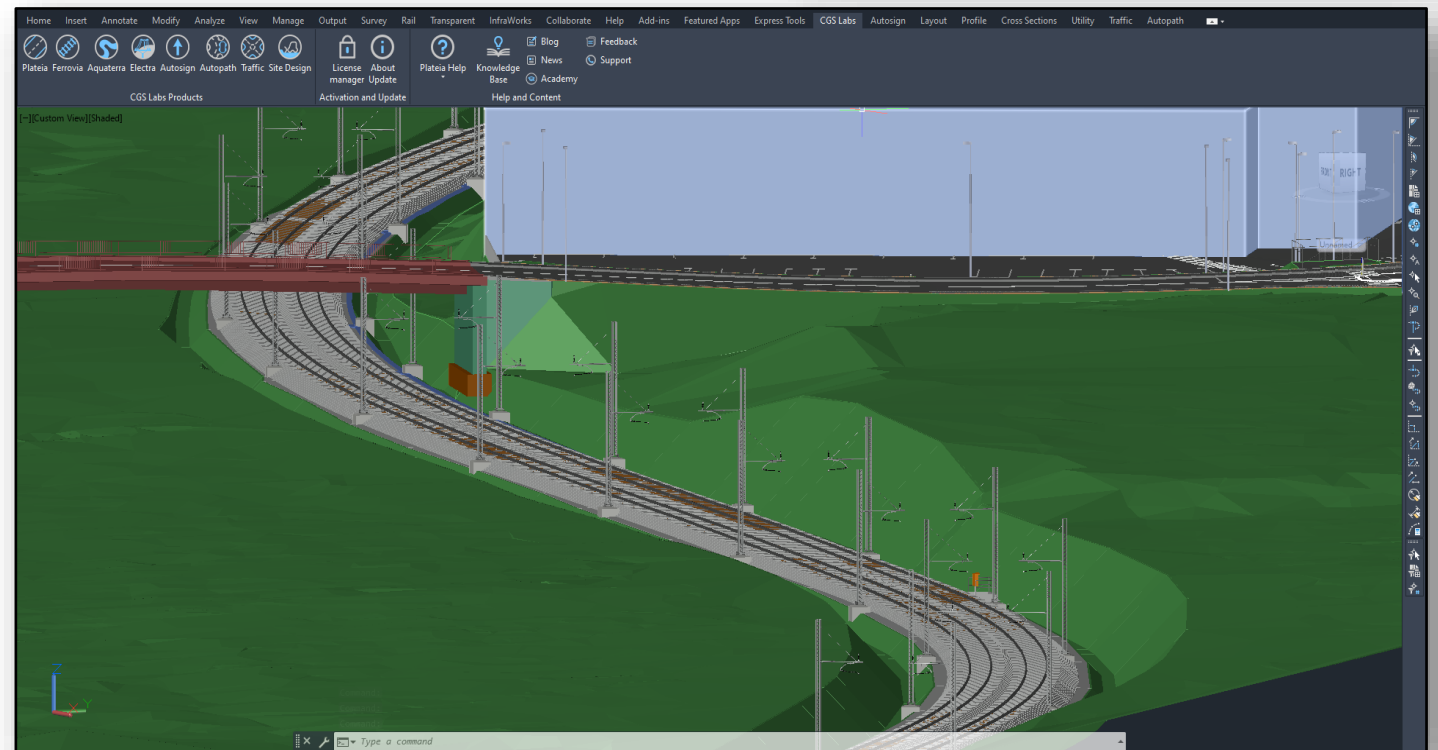 Home Insert Annotate Modify Analyze View Manage Output Survey Rail Transparent InfraWorks Collaborate Help Add-ins Featured Apps Express Tools CGS Labs Autosign Layout Profile Cross Sections Utility Traffic Autopath
Plateia Ferrovia Aquaterra Electra Autosign Autopath Traffic Site Design
CGS Labs Products
License manager
About Update
Activation and Update
Plateia Help
Knowledge Base
Blog
News
Academy
Feedback
Support
Help and Content
[−][Custom View][Shaded]
RIGHT
Unnamed
Type a command